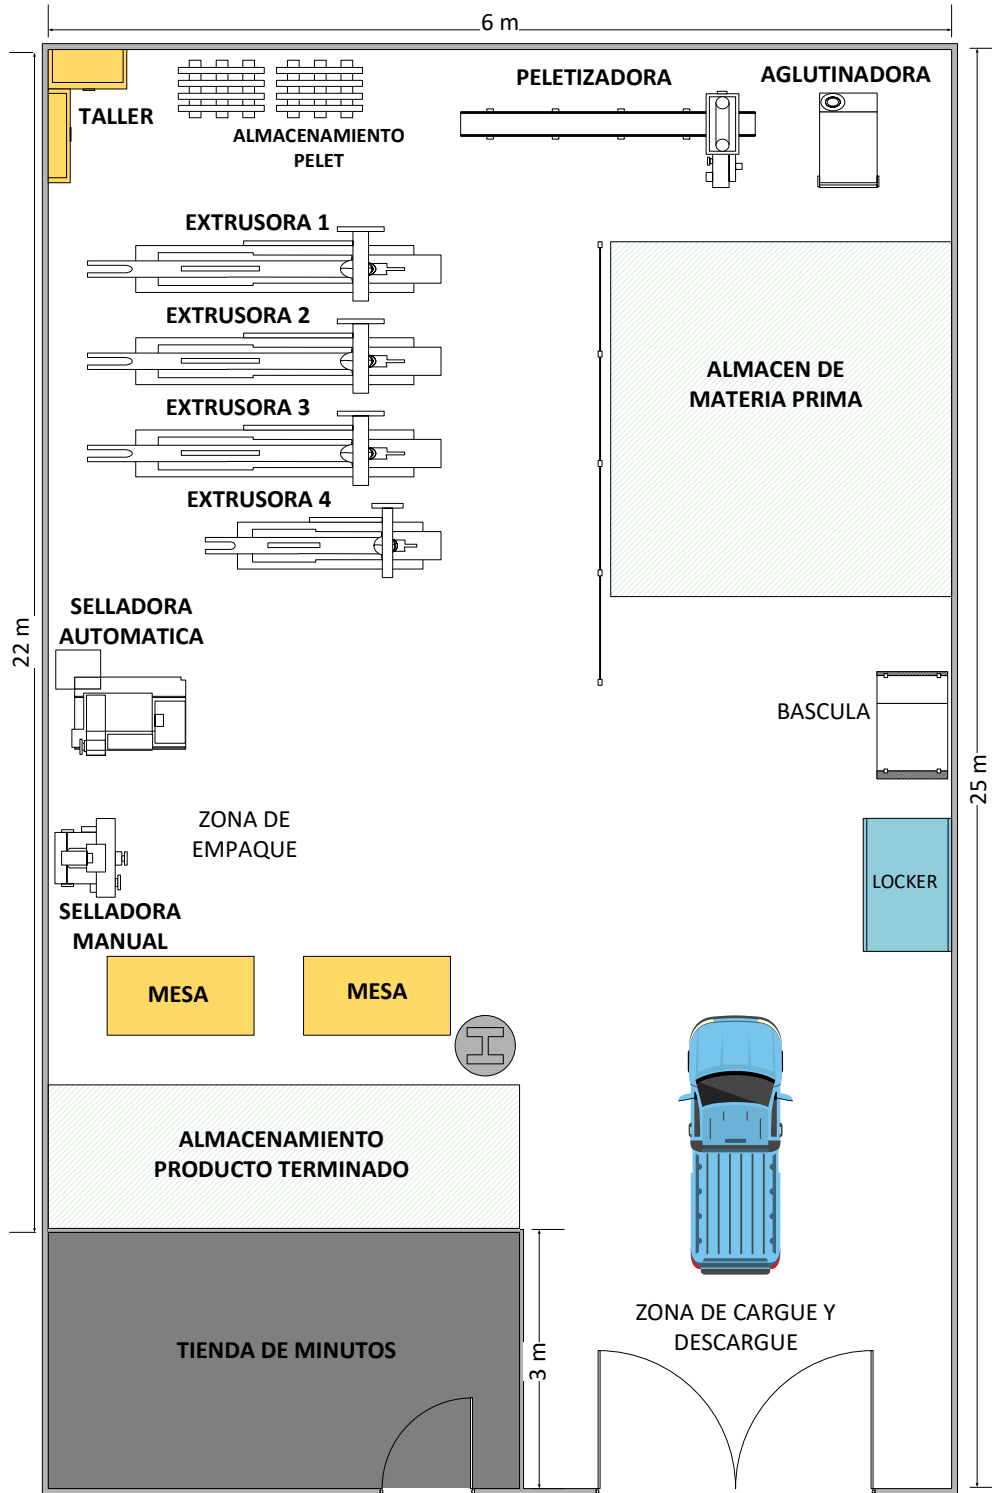 6 m
PELETIZADORA
AGLUTINADORA
TALLER
ALMACENAMIENTO
PELET
EXTRUSORA 1
EXTRUSORA 2
EXTRUSORA 3
EXTRUSORA 4
ALMACEN DE
MATERIA PRIMA
SELLADORA
AUTOMATICA
22 m
BASCULA
25 m
ZONA DE
EMPAQUE
LOCKER
SELLADORA
MANUAL
MESA
MESA
ALMACENAMIENTO
PRODUCTO TERMINADO
ZONA DE CARGUE Y
DESCARGUE
TIENDA DE MINUTOS
3 m